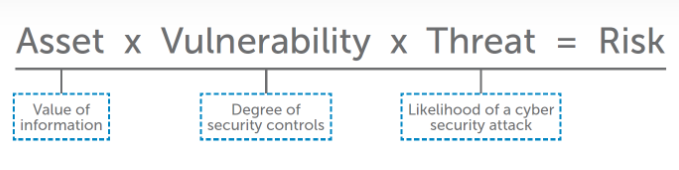 Asset x Vulnerability x Threat = Risk
Value of
information
Degree of
security controls
Likelihood of a cyber
security attack